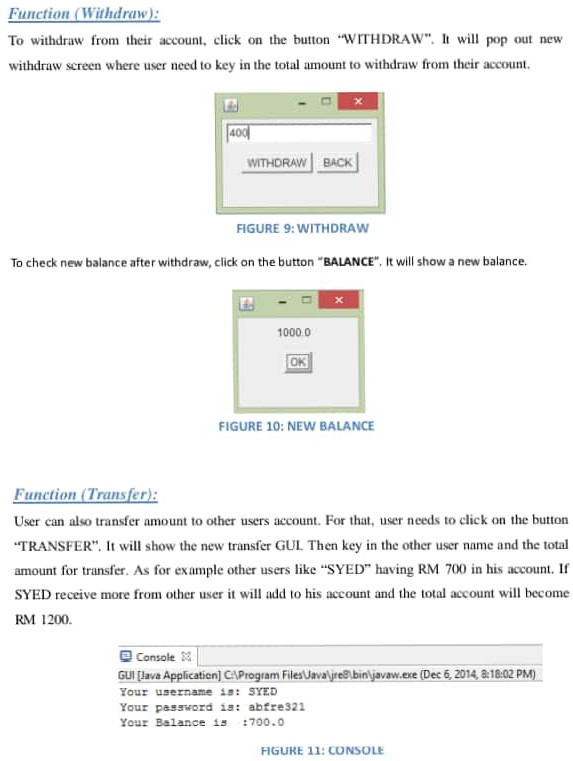 Function (Withdraw):
To withdraw from their account, click on the button “WITHDRAW”. It will pop out new
withdraw screen where user need to key in the total amount to withdraw from their account.
400
WITHDRAW BACK
FIGURE 9: WITHDRAW
To check new balance after withdraw, click on the button “BALANCE”. It will show a new balance.
1000.0
OK
FIGURE 10: NEW BALANCE
Function (Transfer):
User can also transfer amount to other users account. For that, user needs to click on the button
“TRANSFER”. It will show the new transfer GUI. Then key in the other user name and the total
amount for transfer. As for example other users like “SYED” having RM 700 in his account. If
SYED receive more from other user it will add to his account and the total account will become
RM 1200.
Console
GUI [Java Application] C:\Program Files\Java\jre8\bin\javaw.exe (Dec 6, 2014, 8:18:02 PM)
Your username is: SYED
Your password is: abfre321
Your Balance is :700.0
FIGURE 11: CONSOLE